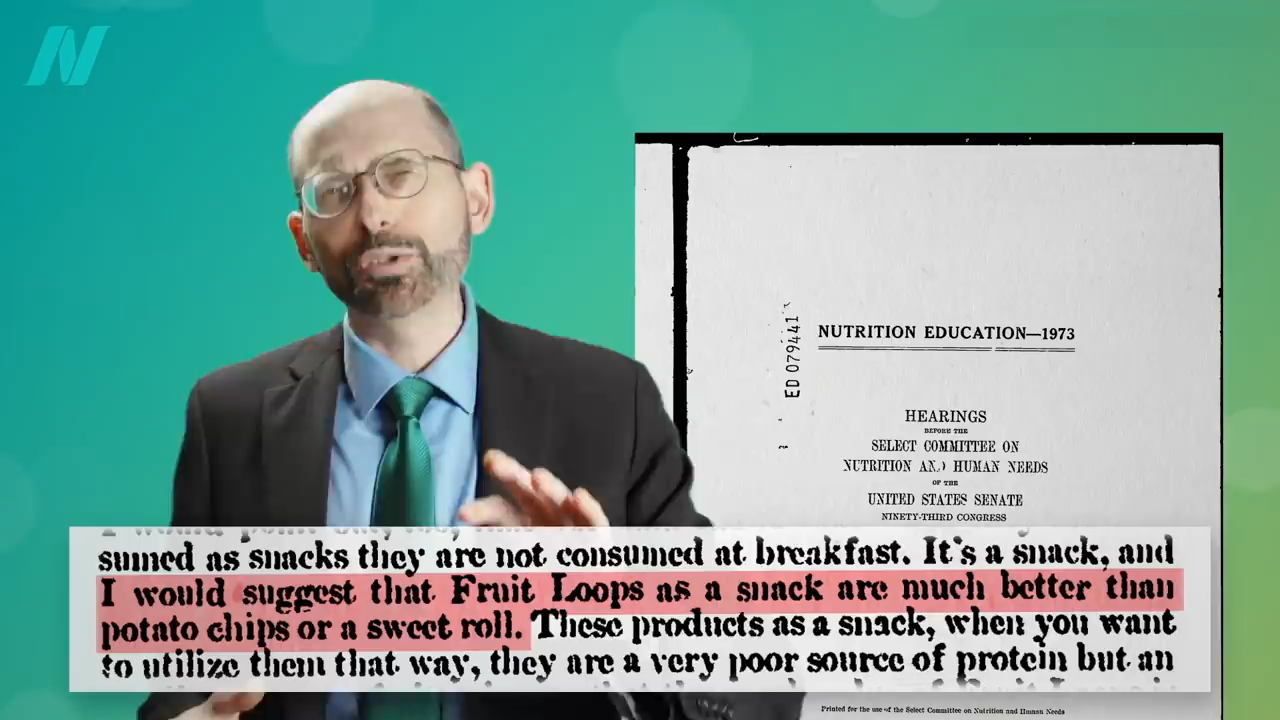 NUTRITION EDUCATION—1973
ED 079441
HEARINGS
BEFORE THE
SELECT COMMITTEE ON
NUTRITION AND HUMAN NEEDS
OF THE
UNITED STATES SENATE
NINETY-THIRD CONGRESS
sumed as snacks they are not consumed at breakfast. It's a snack, and
I would suggest that Fruit Loops as a snack are much better than
potato chips or a sweet roll. These products as a snack, when you want
to utilize them that way, they are a very poor source of protein but an
Printed for the use of the Select Committee on Nutrition and Human Needs